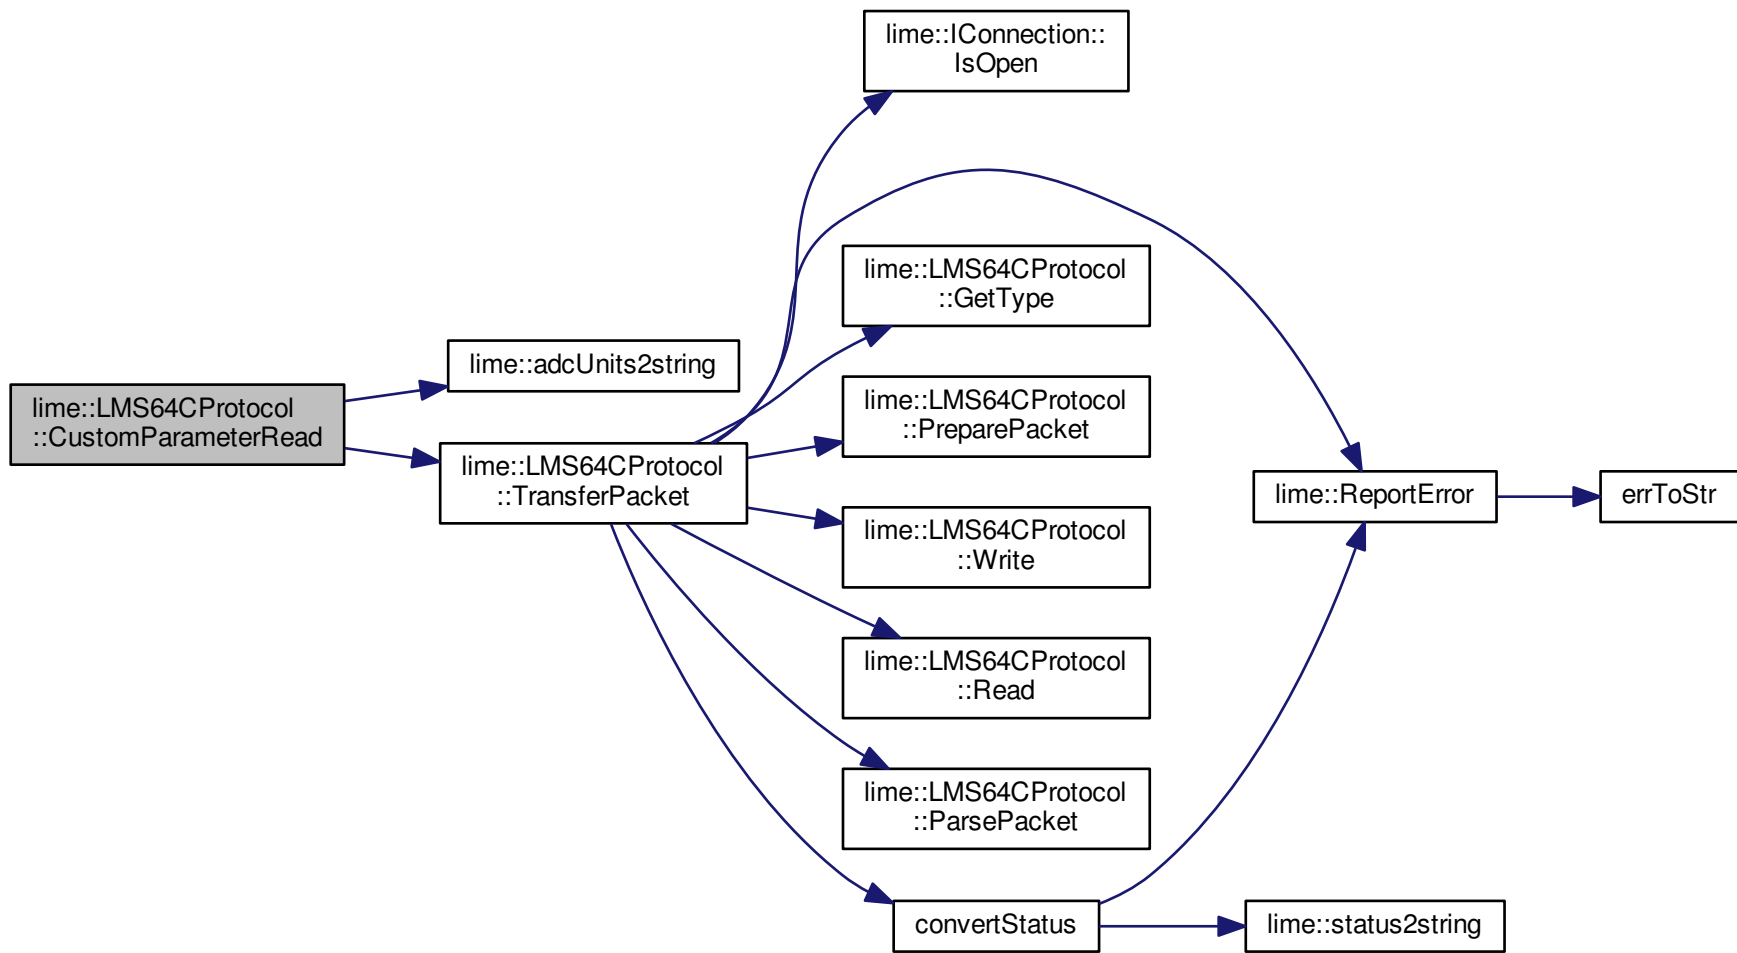 lime::IConnection::
IsOpen
lime::LMS64CProtocol
::GetType
lime::adcUnits2string
lime::LMS64CProtocol
::CustomParameterRead
lime::LMS64CProtocol
::PreparePacket
lime::LMS64CProtocol
::TransferPacket
lime::ReportError
errToStr
lime::LMS64CProtocol
::Write
lime::LMS64CProtocol
::Read
lime::LMS64CProtocol
::ParsePacket
convertStatus
lime::status2string